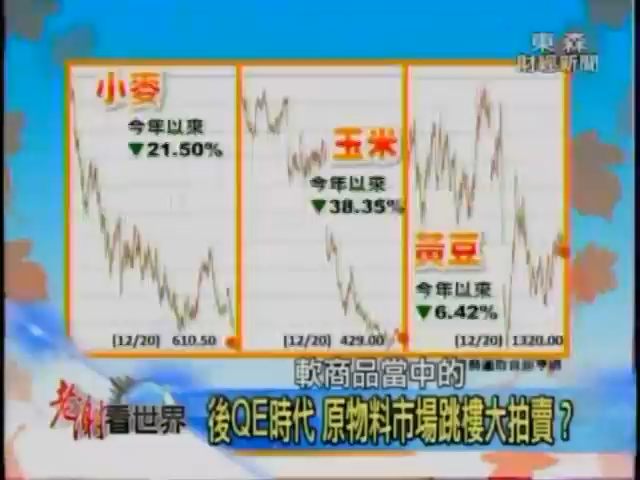 東森
財經新聞
小麥
今年以來
▼21.50%
(12/20) 610.50
玉米
今年以來
▼38.35%
(12/20) 429.00
黃豆
今年以來
▼6.42%
(12/20) 1320.00
軟商品當中的
老謝看世界
後QE時代 原物料市場跳樓大拍賣?